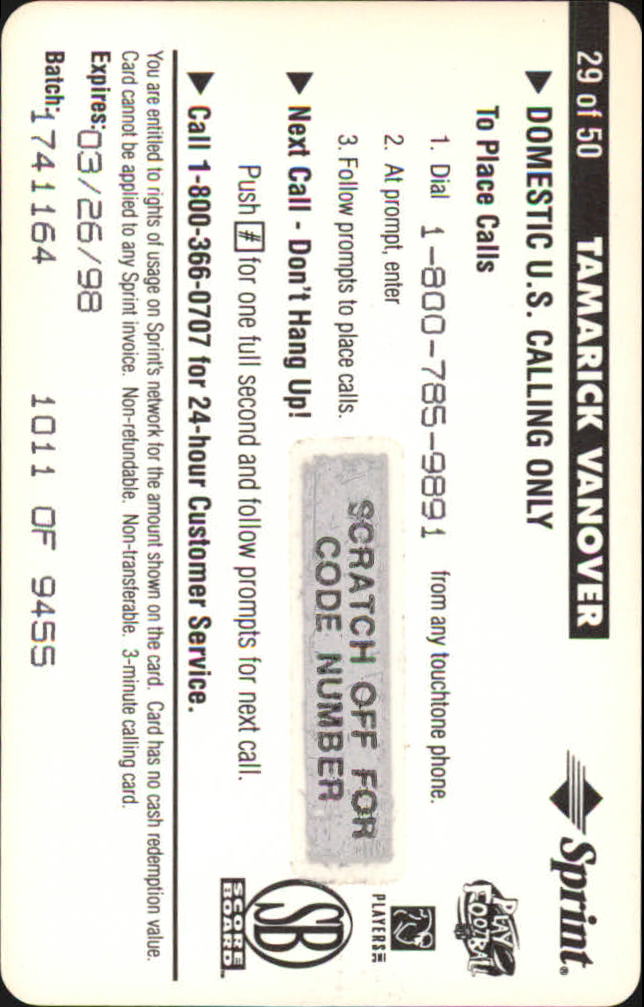 29 of 50 TAMARICK VANOVER
Sprint®
▶ DOMESTIC U.S. CALLING ONLY
To Place Calls
1. Dial 1-800-785-9891 from any touchtone phone.
2. At prompt, enter
SCRATCH OFF FOR
CODE NUMBER
3. Follow prompts to place calls.
▶ Next Call - Don't Hang Up!
Push # for one full second and follow prompts for next call.
▶ Call 1-800-366-0707 for 24-hour Customer Service.
PLAY
FOOTBALL
PLAYERS INC
SB
SCORE
BOARD™
You are entitled to rights of usage on Sprint's network for the amount shown on the card. Card has no cash redemption value.
Card cannot be applied to any Sprint invoice. Non-refundable. Non-transferable. 3-minute calling card.
Expires: 03/26/98
Batch: 1741164 1011 OF 9455